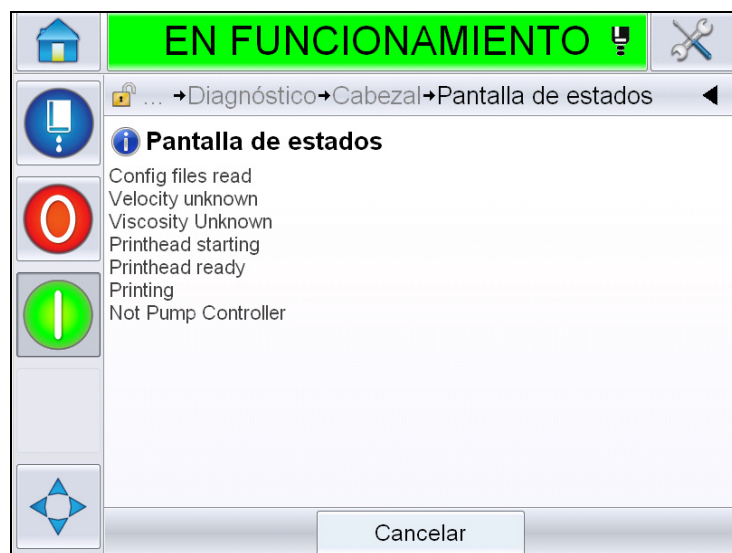 EN FUNCIONAMIENTO
... →Diagnóstico→Cabezal→Pantalla de estados
Pantalla de estados
Config files read
Velocity unknown
Viscosity Unknown
Printhead starting
Printhead ready
Printing
Not Pump Controller
Cancelar